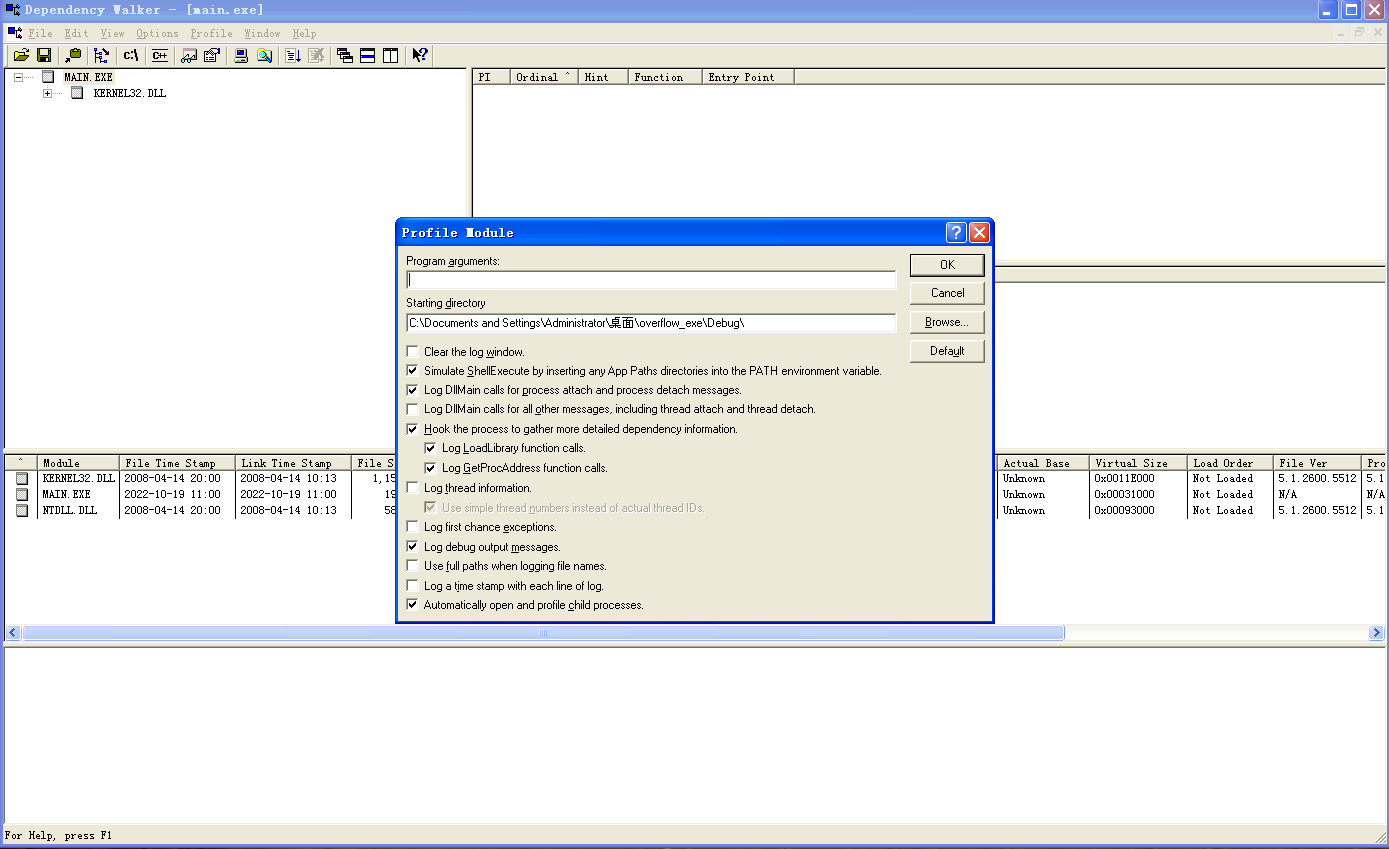 Dependency Walker - [main.exe]
File Edit View Options Profile Window Help
C:\ C++
MAIN.EXE
KERNEL32.DLL
PI Ordinal ^ Hint Function Entry Point
Profile Module
Program arguments:
OK
Cancel
Starting directory
C:\Documents and Settings\Administrator\桌面\overflow_exe\Debug\
Browse...
Default
Clear the log window.
Simulate ShellExecute by inserting any App Paths directories into the PATH environment variable.
Log DllMain calls for process attach and process detach messages.
Log DllMain calls for all other messages, including thread attach and thread detach.
Hook the process to gather more detailed dependency information.
Log LoadLibrary function calls.
Log GetProcAddress function calls.
Log thread information.
Use simple thread numbers instead of actual thread IDs.
Log first chance exceptions.
Log debug output messages.
Use full paths when logging file names.
Log a time stamp with each line of log.
Automatically open and profile child processes.
^ Module File Time Stamp Link Time Stamp File S Actual Base Virtual Size Load Order File Ver Pro
KERNEL32.DLL 2008-04-14 20:00 2008-04-14 10:13 1,15 Unknown 0x0011E000 Not Loaded 5.1.2600.5512 5.1
MAIN.EXE 2022-10-19 11:00 2022-10-19 11:00 19 Unknown 0x00031000 Not Loaded N/A N/A
NTDLL.DLL 2008-04-14 20:00 2008-04-14 10:13 58 Unknown 0x00093000 Not Loaded 5.1.2600.5512 5.1
For Help, press F1